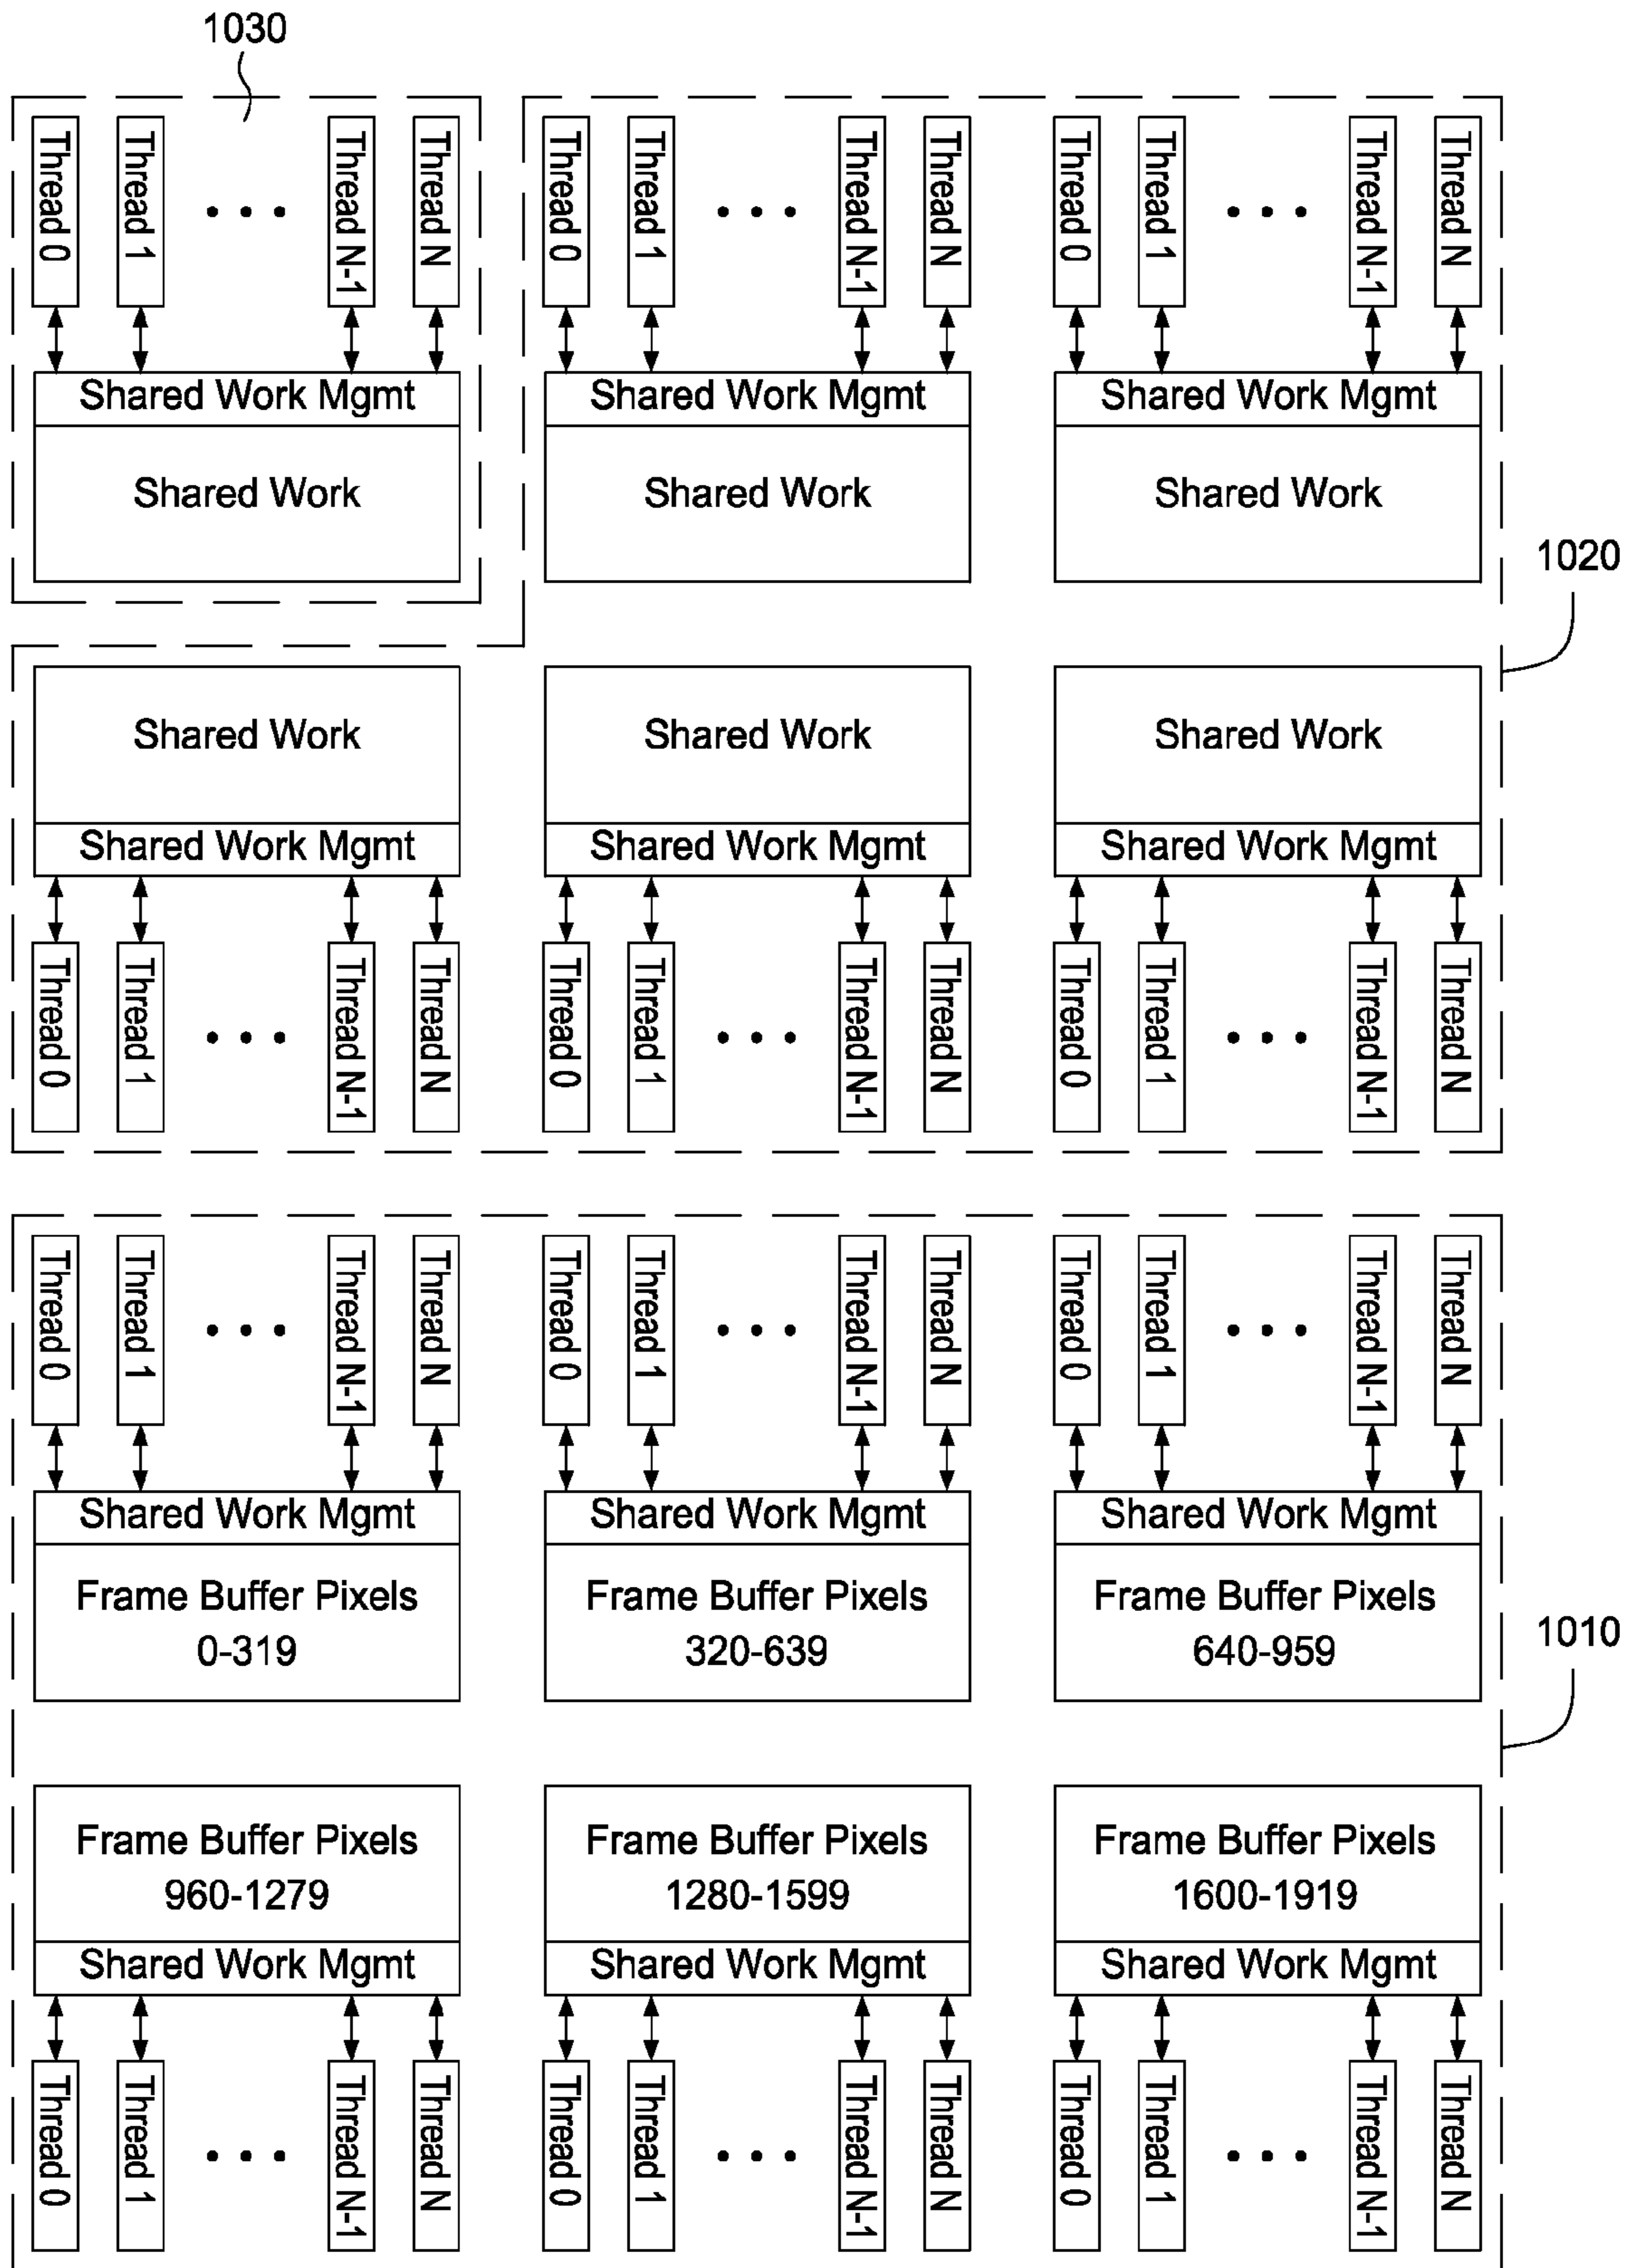 1030
Thread 0 Thread 1 • • • Thread N-1 Thread N Thread 0 Thread 1 • • • Thread N-1 Thread N Thread 0 Thread 1 • • • Thread N-1 Thread N
Shared Work Mgmt Shared Work Mgmt Shared Work Mgmt
Shared Work Shared Work Shared Work
1020
Shared Work Shared Work Shared Work
Shared Work Mgmt Shared Work Mgmt Shared Work Mgmt
Thread 0 Thread 1 • • • Thread N-1 Thread N Thread 0 Thread 1 • • • Thread N-1 Thread N Thread 0 Thread 1 • • • Thread N-1 Thread N
Thread 0 Thread 1 • • • Thread N-1 Thread N Thread 0 Thread 1 • • • Thread N-1 Thread N Thread 0 Thread 1 • • • Thread N-1 Thread N
Shared Work Mgmt Shared Work Mgmt Shared Work Mgmt
Frame Buffer Pixels Frame Buffer Pixels Frame Buffer Pixels
0-319 320-639 640-959
1010
Frame Buffer Pixels Frame Buffer Pixels Frame Buffer Pixels
960-1279 1280-1599 1600-1919
Shared Work Mgmt Shared Work Mgmt Shared Work Mgmt
Thread 0 Thread 1 • • • Thread N-1 Thread N Thread 0 Thread 1 • • • Thread N-1 Thread N Thread 0 Thread 1 • • • Thread N-1 Thread N